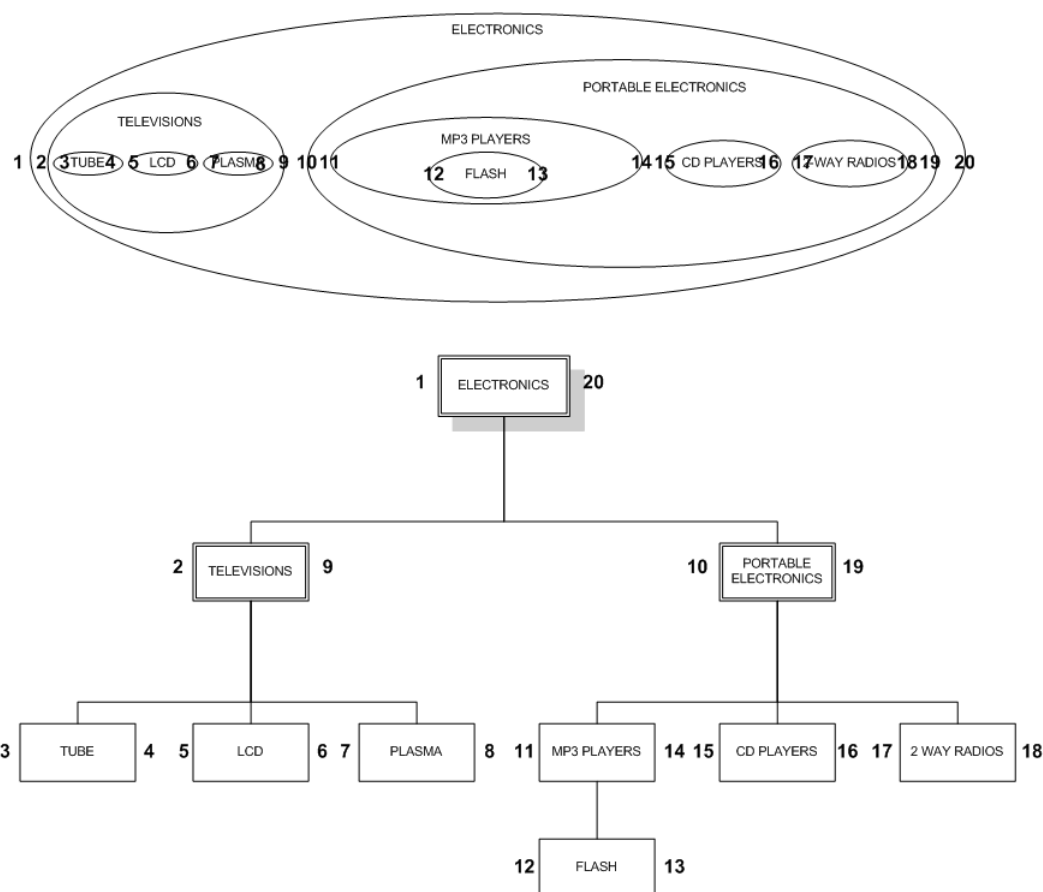 ELECTRONICS
PORTABLE ELECTRONICS
TELEVISIONS
MP3 PLAYERS
1 2 3 TUBE 4 5 LCD 6 7 PLASMA 8 9 10 11 14 15 CD PLAYERS 16 17 2 WAY RADIOS 18 19 20
12 FLASH 13
1 ELECTRONICS 20
2 TELEVISIONS 9
10 PORTABLE ELECTRONICS 19
3 TUBE 4 5 LCD 6 7 PLASMA 8 11 MP3 PLAYERS 14 15 CD PLAYERS 16 17 2 WAY RADIOS 18
12 FLASH 13